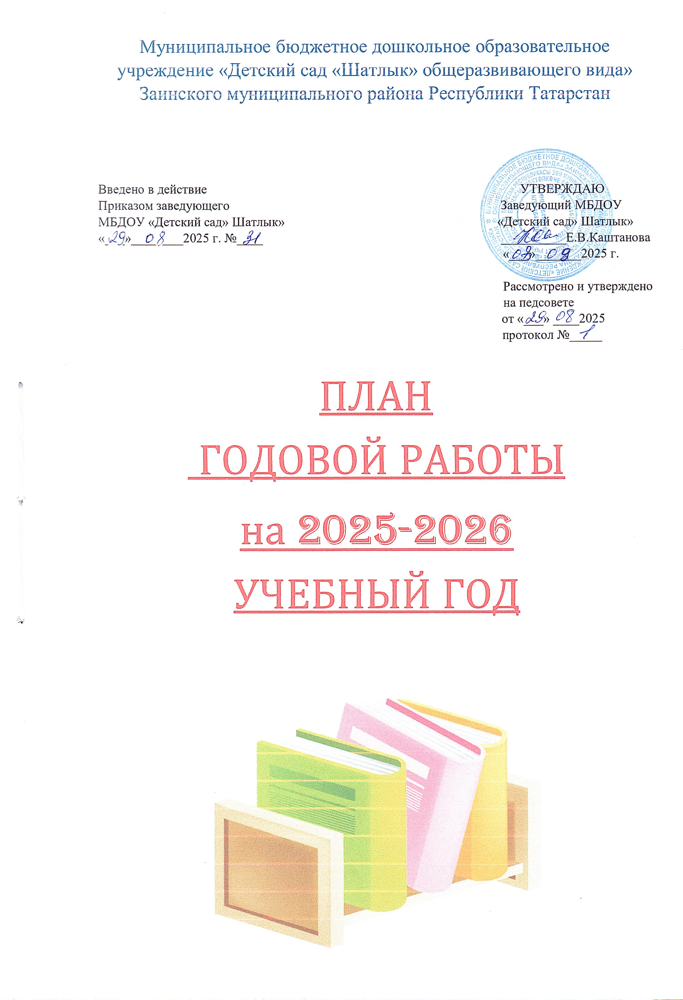 Муниципальное бюджетное дошкольное образовательное
учреждение «Детский сад «Шатлык» общеразвивающего вида»
Заинского муниципального района Республики Татарстан
Введено в действие
Приказом заведующего
МБДОУ «Детский сад» Шатлык»
«29» 08 2025 г. № 31
УТВЕРЖДАЮ
Заведующий МБДОУ
«Детский сад» Шатлык»
Е.В.Каштанова
« » 2025 г.
Рассмотрено и утверждено
на педсовете
от «29» 08 2025
протокол № 1
ПЛАН
ГОДОВОЙ РАБОТЫ
на 2025-2026
УЧЕБНЫЙ ГОД